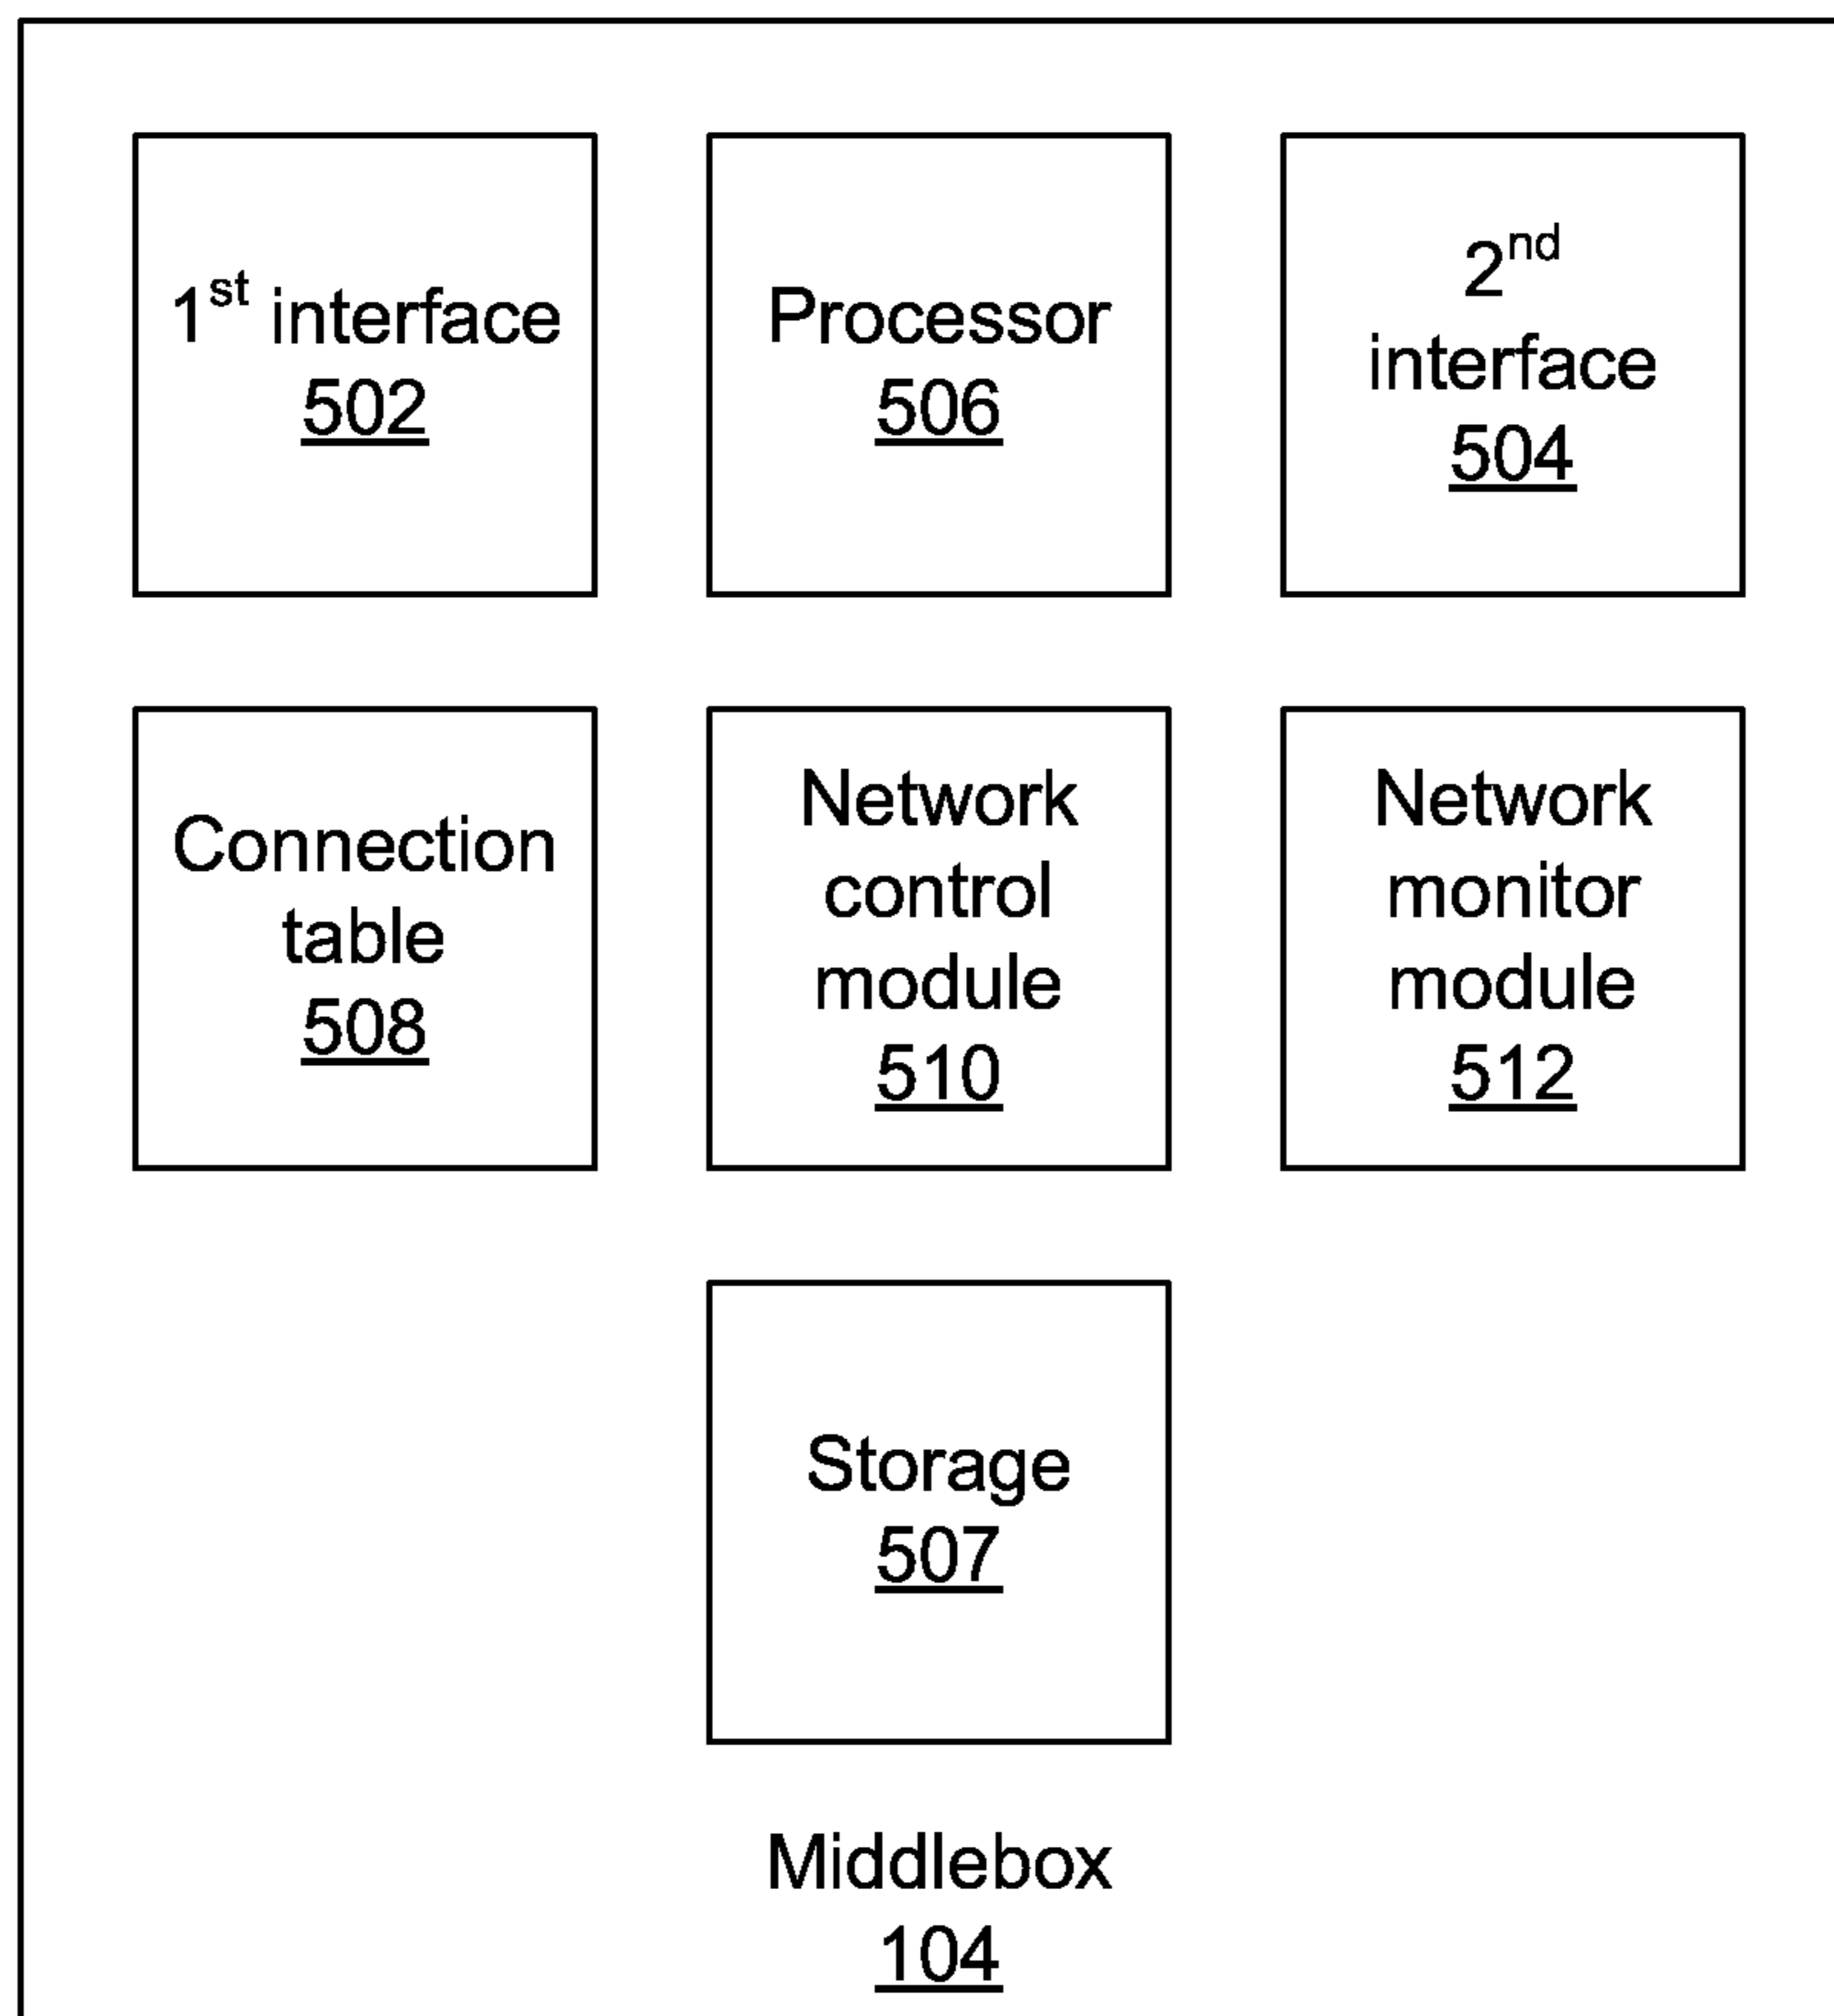 1st interface
502
Processor
506
2nd
interface
504
Connection
table
508
Network
control
module
510
Network
monitor
module
512
Storage
507
Middlebox
104